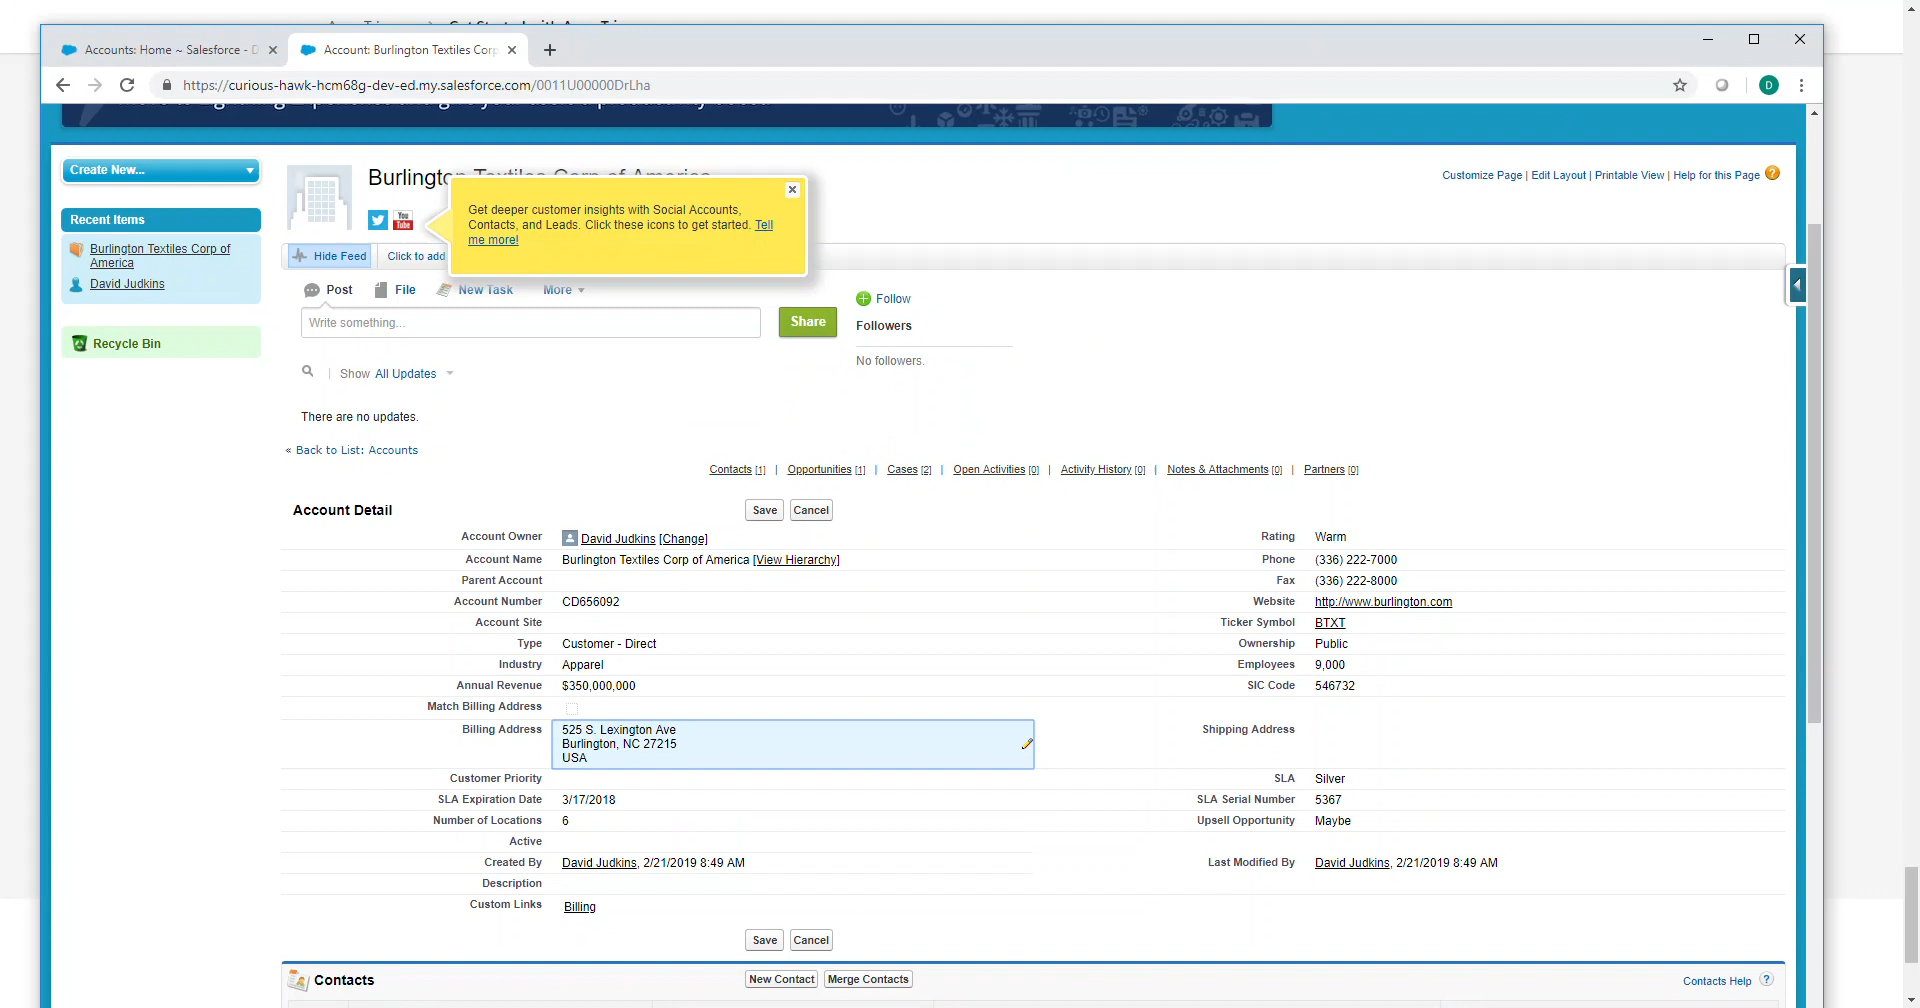 Accounts: Home ~ Salesforce - D
Account: Burlington Textiles Corp
https://curious-hawk-hcm68g-dev-ed.my.salesforce.com/0011U00000DrLha
D
Create New...
Recent Items
Burlington Textiles Corp of
America
David Judkins
Recycle Bin
Burlington Textiles Corp of America
Customize Page | Edit Layout | Printable View | Help for this Page ?
You
Tube
Get deeper customer insights with Social Accounts,
Contacts, and Leads. Click these icons to get started. Tell
me more!
Hide Feed
Click to add
Post
File
New Task
More
Write something...
Share
Follow
Followers
No followers.
Show All Updates
There are no updates.
« Back to List: Accounts
Contacts [1] | Opportunities [1] | Cases [2] | Open Activities [0] | Activity History [0] | Notes & Attachments [0] | Partners [0]
Account Detail
Save
Cancel
Account Owner David Judkins [Change] Rating Warm
Account Name Burlington Textiles Corp of America [View Hierarchy] Phone (336) 222-7000
Parent Account Fax (336) 222-8000
Account Number CD656092 Website http://www.burlington.com
Account Site Ticker Symbol BTXT
Type Customer - Direct Ownership Public
Industry Apparel Employees 9,000
Annual Revenue $350,000,000 SIC Code 546732
Match Billing Address
Billing Address 525 S. Lexington Ave Shipping Address
Burlington, NC 27215
USA
Customer Priority SLA Silver
SLA Expiration Date 3/17/2018 SLA Serial Number 5367
Number of Locations 6 Upsell Opportunity Maybe
Active
Created By David Judkins, 2/21/2019 8:49 AM Last Modified By David Judkins, 2/21/2019 8:49 AM
Description
Custom Links Billing
Save
Cancel
Contacts
New Contact
Merge Contacts
Contacts Help ?